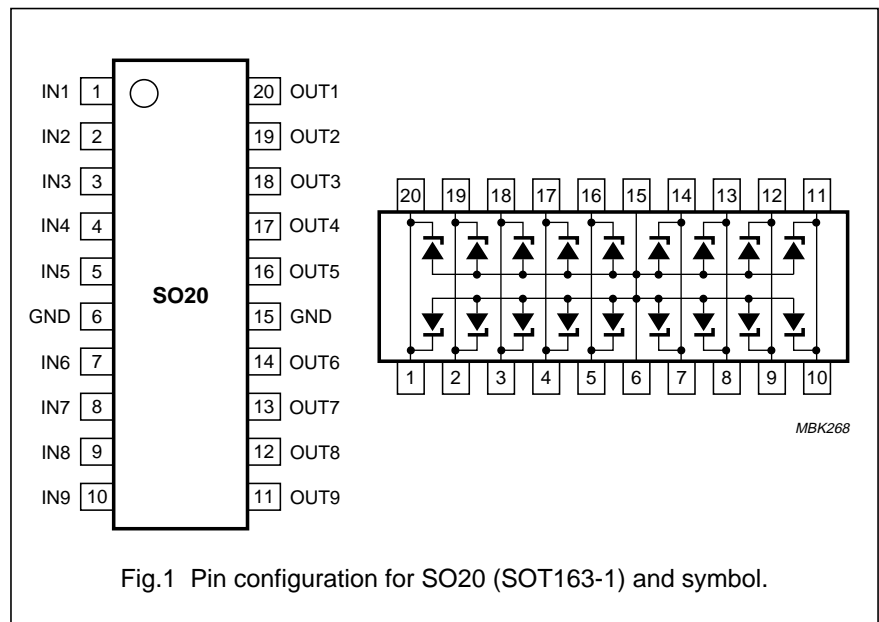 IN1 1 20 OUT1
IN2 2 19 OUT2
IN3 3 18 OUT3
IN4 4 17 OUT4
IN5 5 16 OUT5
GND 6 15 GND
IN6 7 14 OUT6
IN7 8 13 OUT7
IN8 9 12 OUT8
IN9 10 11 OUT9
SO20
20 19 18 17 16 15 14 13 12 11
1 2 3 4 5 6 7 8 9 10
MBK268
Fig.1 Pin configuration for SO20 (SOT163-1) and symbol.